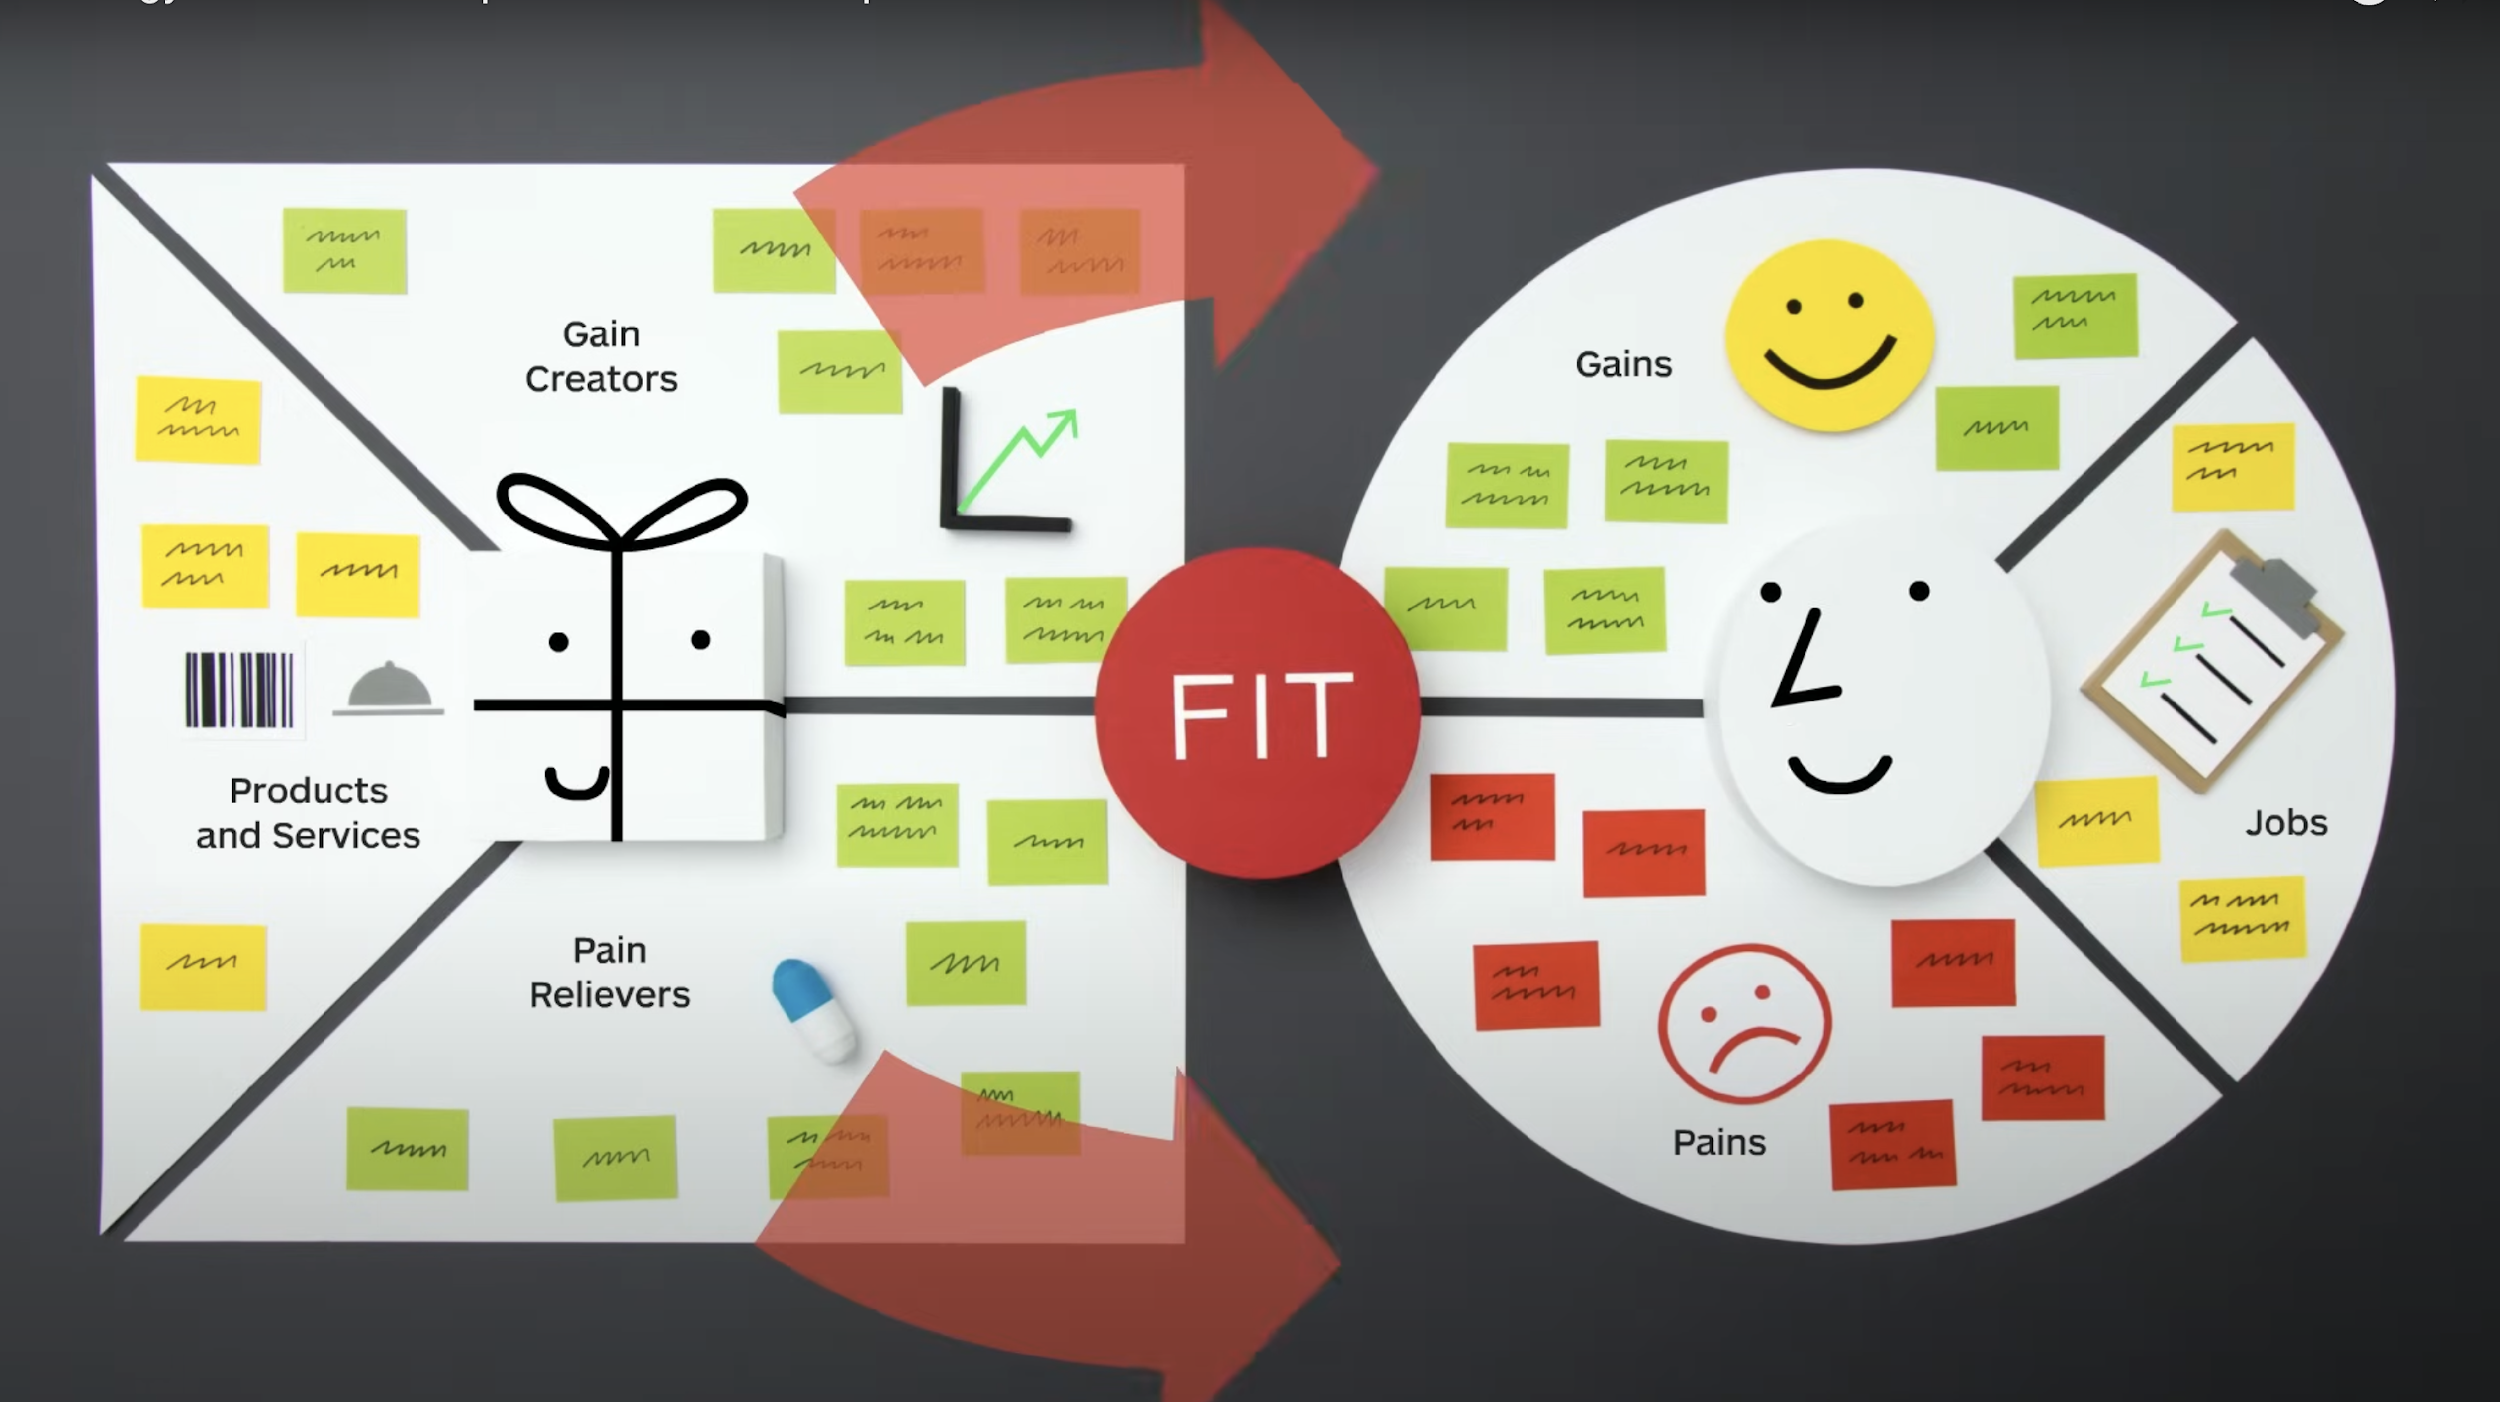 Gain
Creators
Products
and Services
Pain
Relievers
FIT
Gains
Pains
Jobs